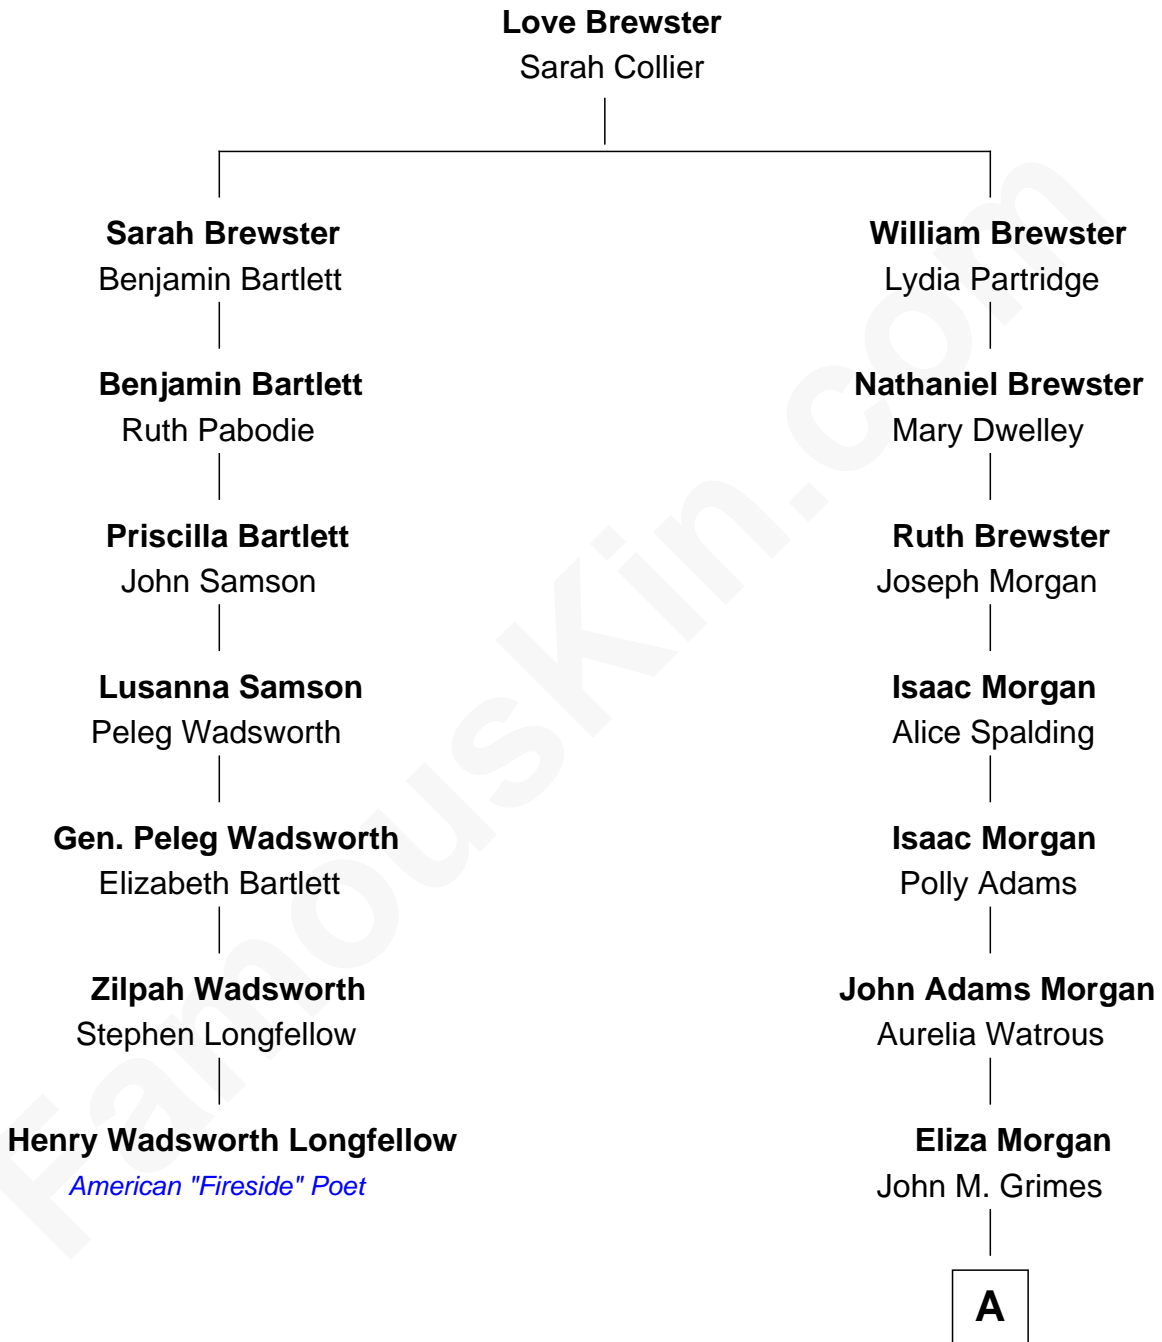 Love Brewster
Sarah Collier
Sarah Brewster
Benjamin Bartlett
William Brewster
Lydia Partridge
Benjamin Bartlett
Ruth Pabodie
Nathaniel Brewster
Mary Dwelley
Priscilla Bartlett
John Samson
Ruth Brewster
Joseph Morgan
Lusanna Samson
Peleg Wadsworth
Isaac Morgan
Alice Spalding
Gen. Peleg Wadsworth
Elizabeth Bartlett
Isaac Morgan
Polly Adams
Zilpah Wadsworth
Stephen Longfellow
John Adams Morgan
Aurelia Watrous
Henry Wadsworth Longfellow
American "Fireside" Poet
Eliza Morgan
John M. Grimes
A
FamousKin.com